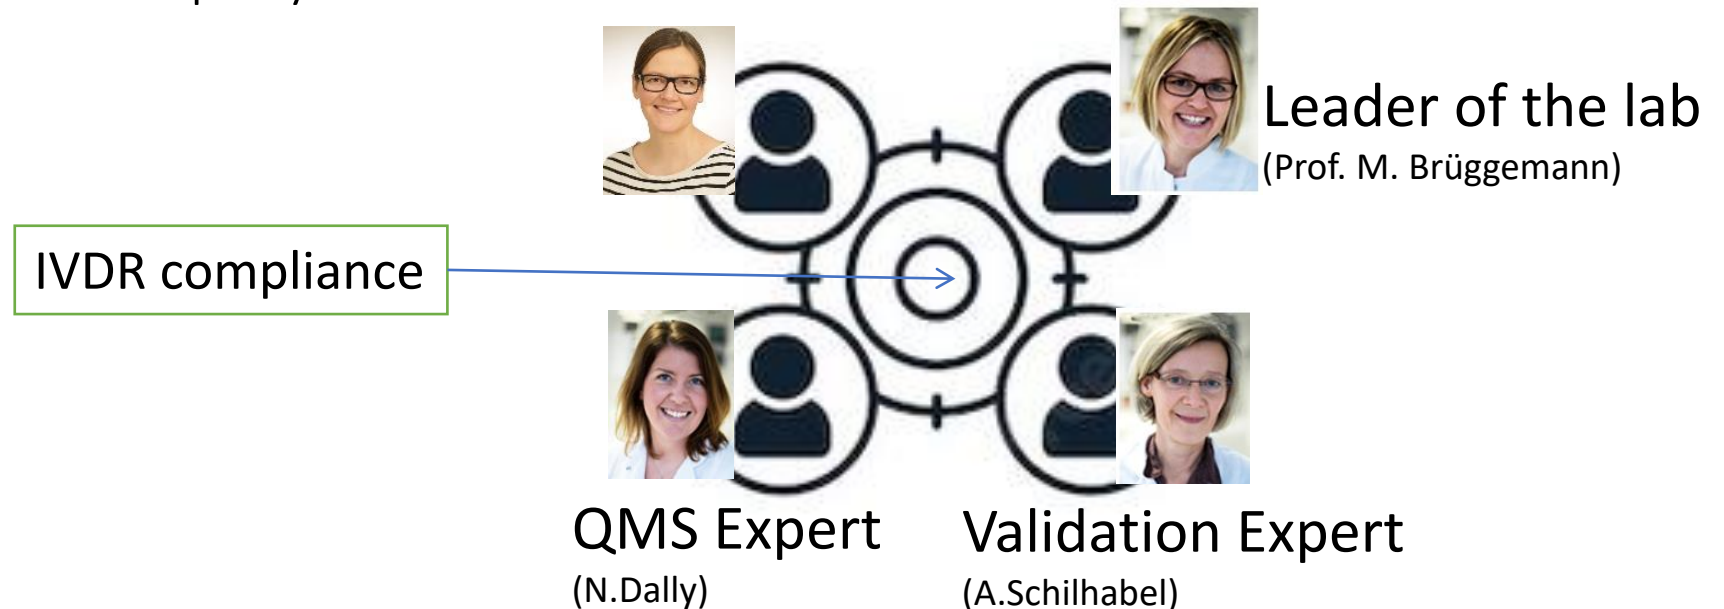 Leader of the lab
(Prof. M. Brüggemann)
IVDR compliance
QMS Expert
(N.Dally)
Validation Expert
(A.Schilhabel)